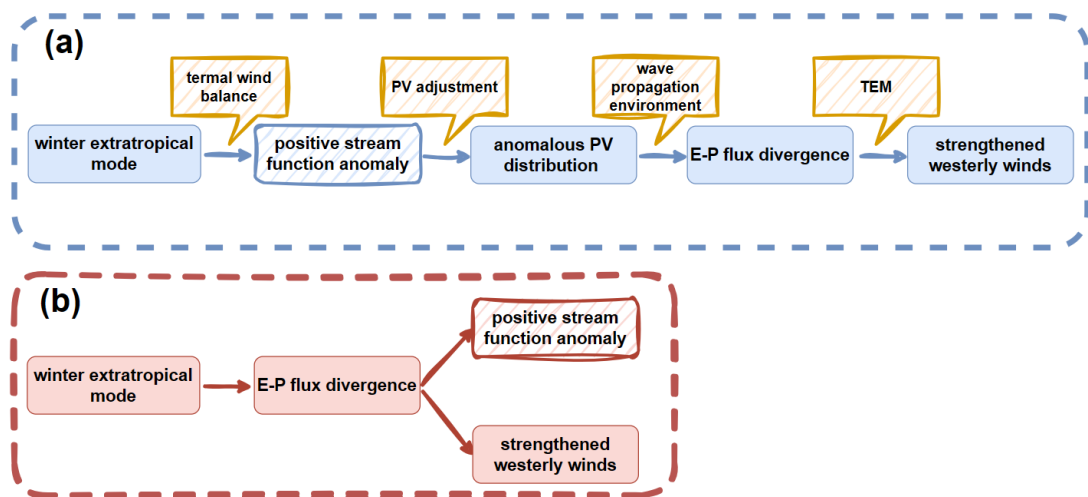 (a)
termal wind
balance
PV adjustment
wave
propagation
environment
TEM
winter extratropical
mode
positive stream
function anomaly
anomalous PV
distribution
E-P flux divergence
strengthened
westerly winds
(b)
winter extratropical
mode
E-P flux divergence
positive stream
function anomaly
strengthened
westerly winds